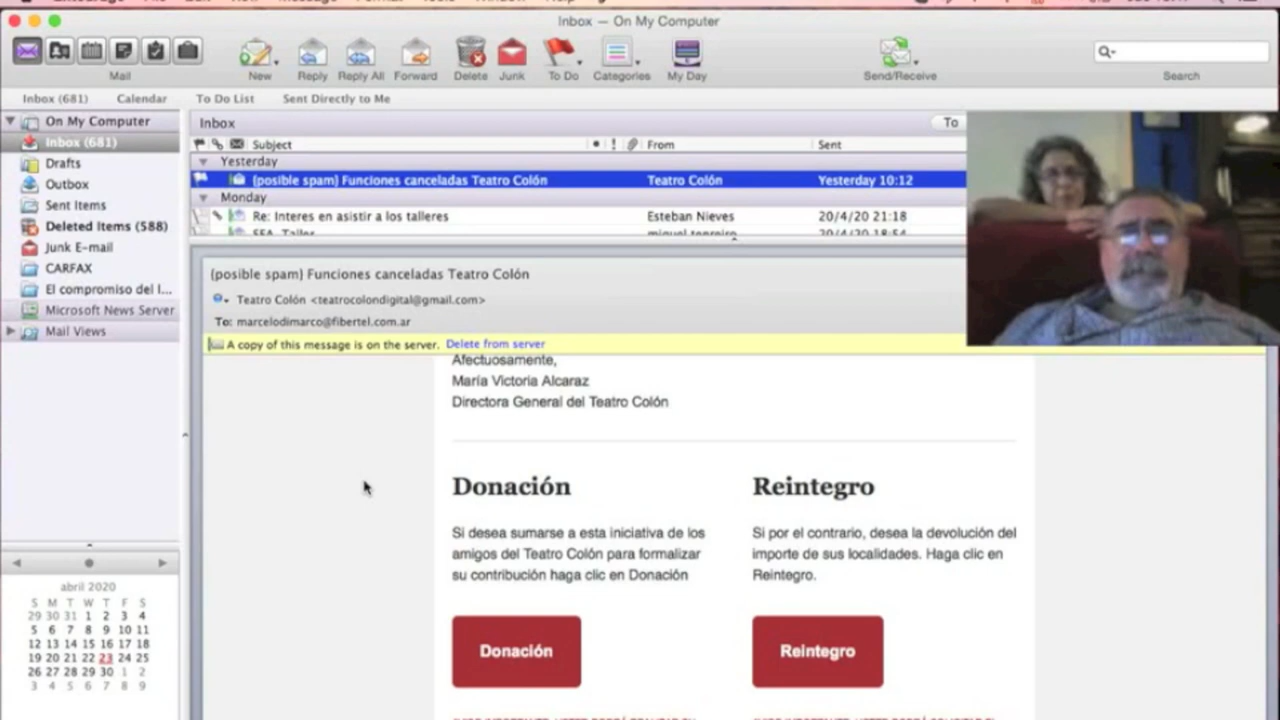 Inbox — On My Computer
Mail
New
Reply
Reply All
Forward
Delete
Junk
To Do
Categories
My Day
Send/Receive
Search
Inbox (681)
Calendar
To Do List
Sent Directly to Me
On My Computer
Inbox (681)
Drafts
Outbox
Sent Items
Deleted Items (588)
Junk E-mail
CARFAX
El compromiso del l...
Microsoft News Server
Mail Views
Inbox
To
Subject
!
From
Sent
Yesterday
(posible spam) Funciones canceladas Teatro Colón
Teatro Colón
Yesterday 10:12
Monday
Re: Interes en asistir a los talleres
Esteban Nieves
20/4/20 21:18
(posible spam) Funciones canceladas Teatro Colón
Teatro Colón <teatrocolondigital@gmail.com>
To: marcelodimarco@fibertel.com.ar
A copy of this message is on the server. Delete from server
Afectuosamente,
María Victoria Alcaraz
Directora General del Teatro Colón
Donación
Si desea sumarse a esta iniciativa de los
amigos del Teatro Colón para formalizar
su contribución haga clic en Donación
Donación
Reintegro
Si por el contrario, desea la devolución del
importe de sus localidades. Haga clic en
Reintegro.
Reintegro
abril 2020
S M T W T F S
29 30 31 1 2 3 4
5 6 7 8 9 10 11
12 13 14 15 16 17 18
19 20 21 22 23 24 25
26 27 28 29 30 1 2
3 4 5 6 7 8 9